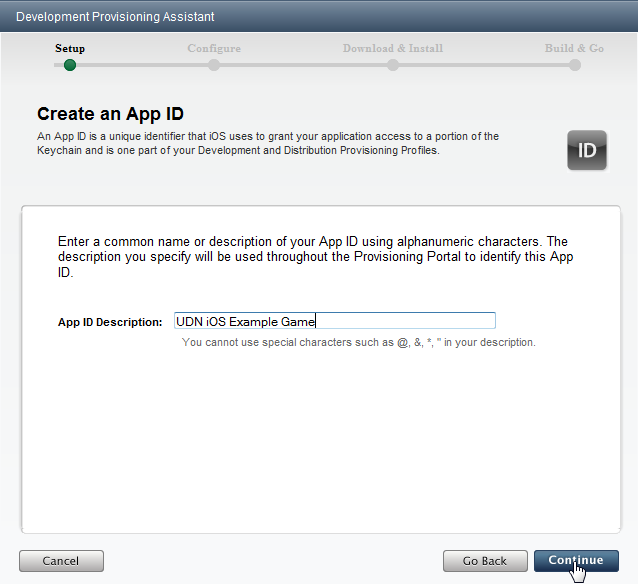 Development Provisioning Assistant
Setup Configure Download & Install Build & Go
Create an App ID
An App ID is a unique identifier that iOS uses to grant your application access to a portion of the
Keychain and is one part of your Development and Distribution Provisioning Profiles.
ID
Enter a common name or description of your App ID using alphanumeric characters. The
description you specify will be used throughout the Provisioning Portal to identify this App
ID.
App ID Description: UDN iOS Example Game
You cannot use special characters such as @, &, *, " in your description.
Cancel Go Back Continue